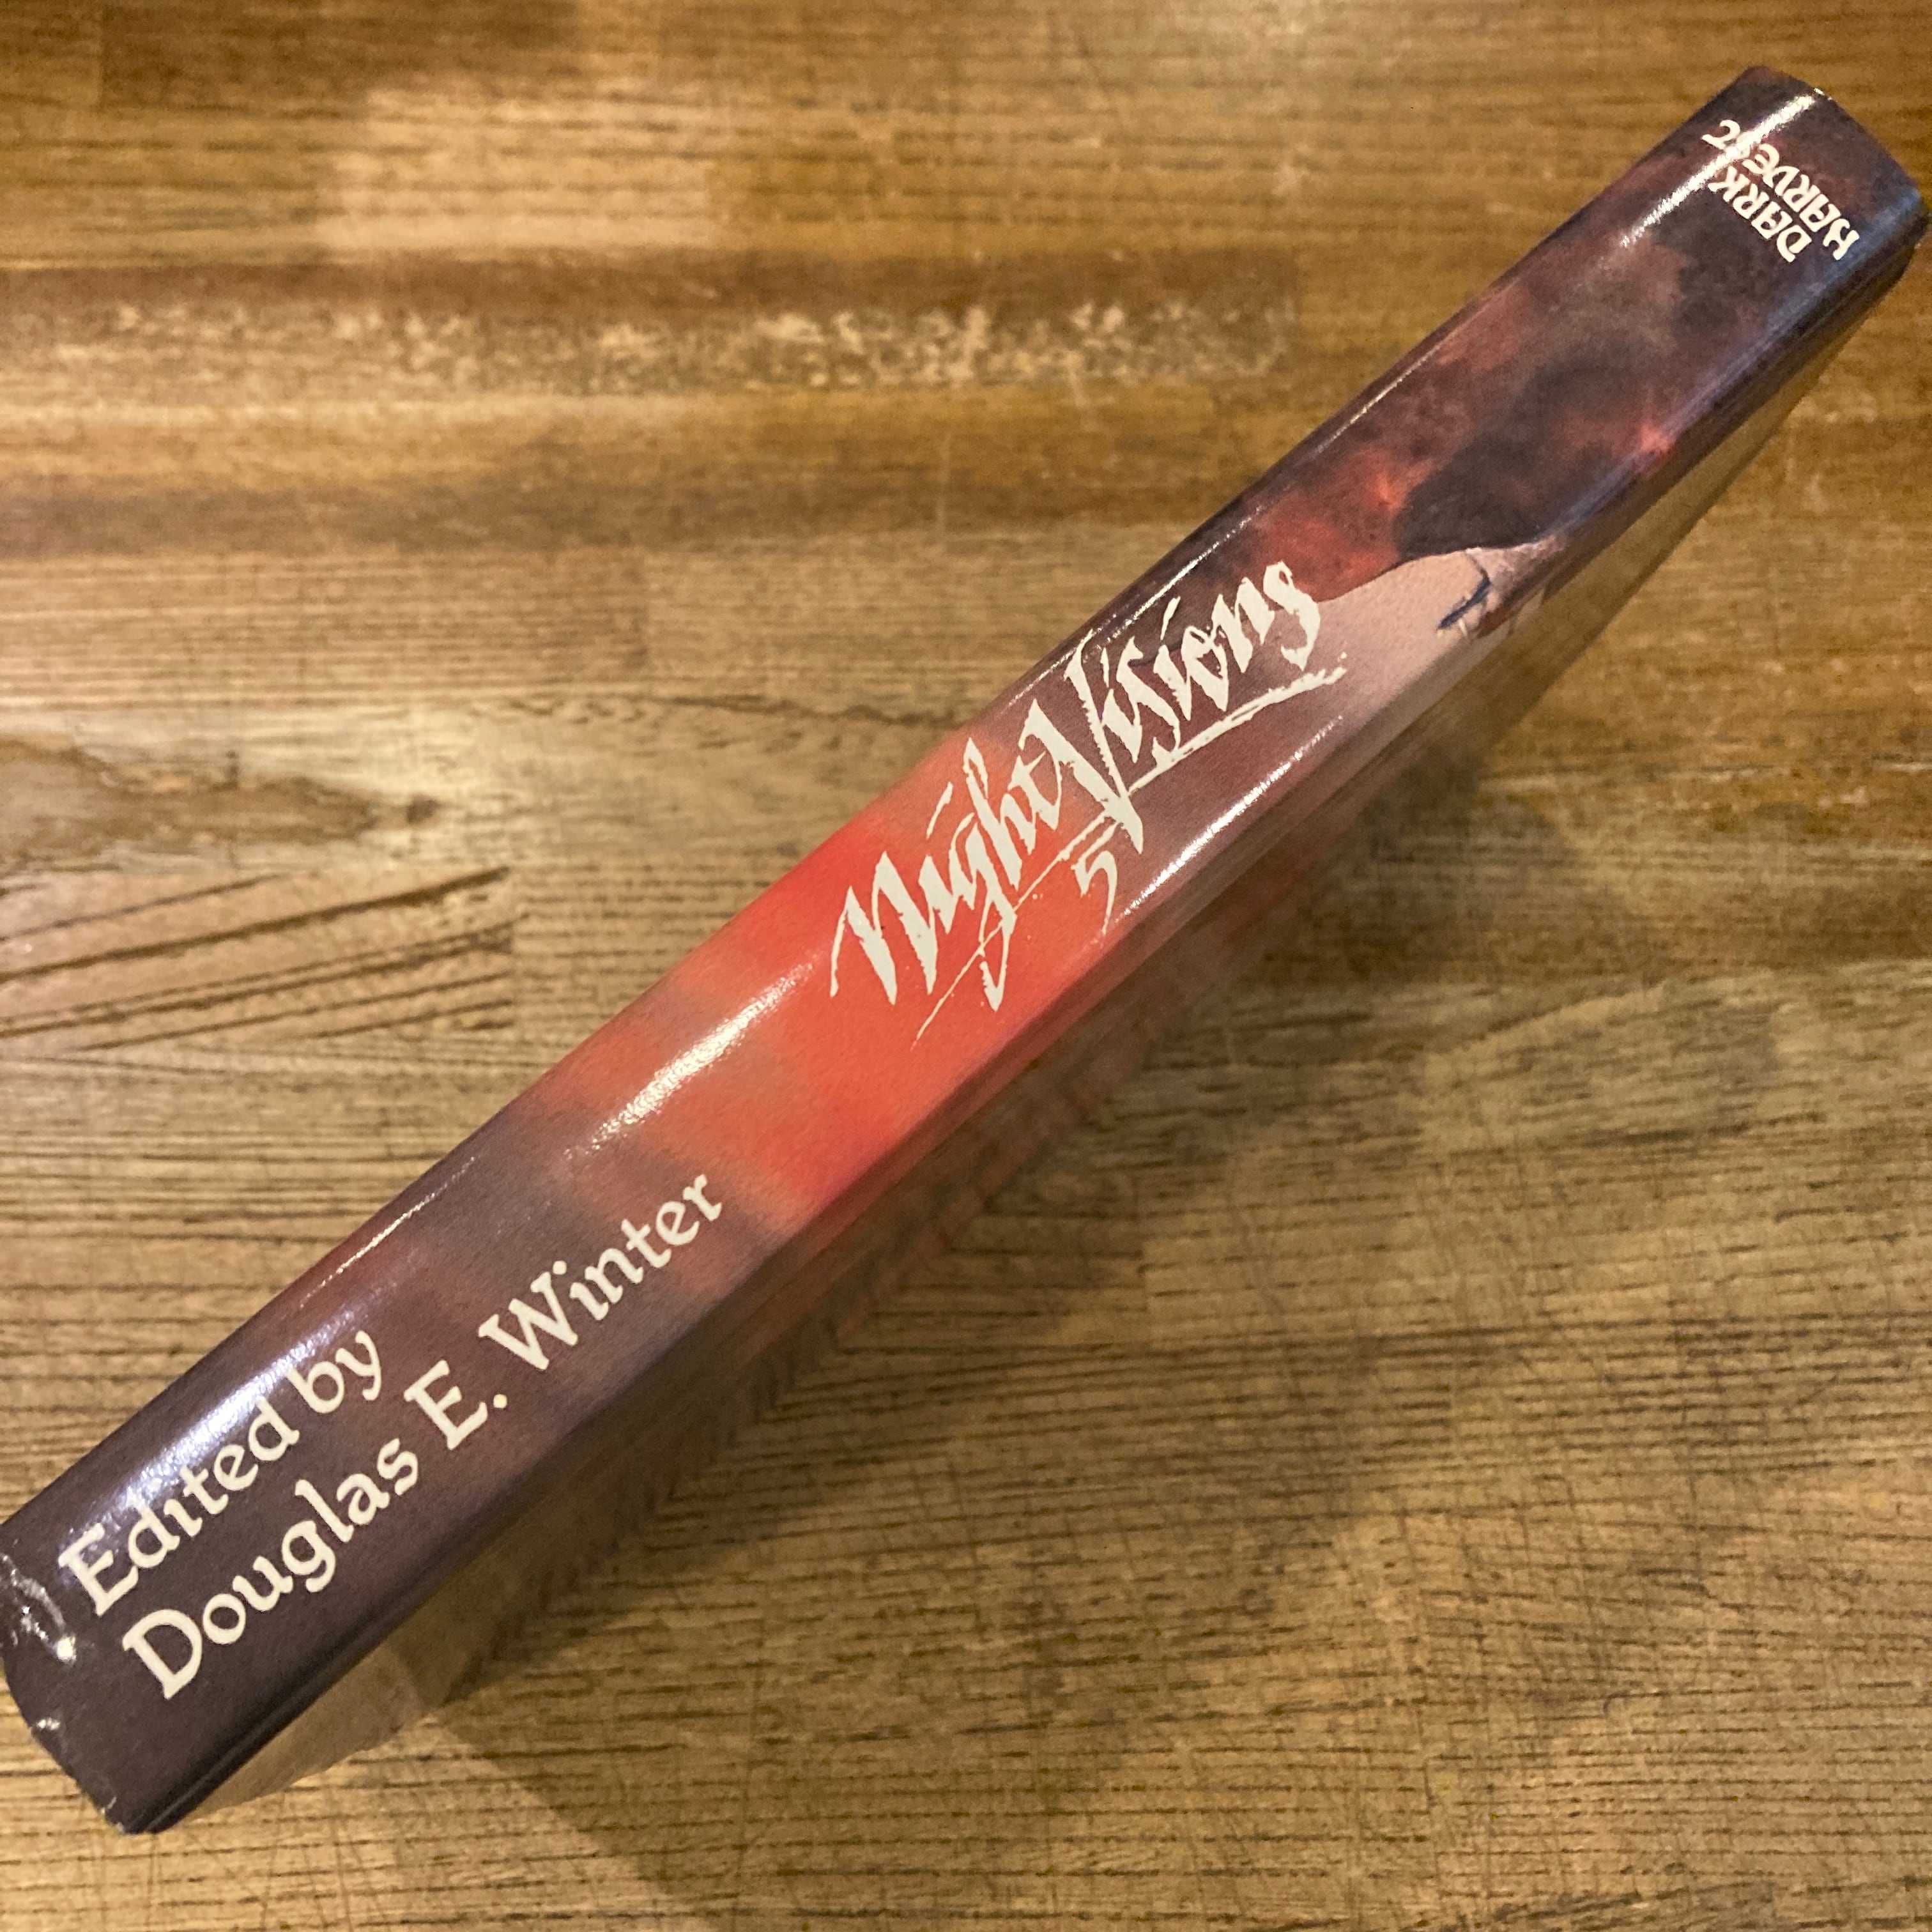 Edited by
Douglas E. Winter
Night Visions
5
DARK
HARVEST